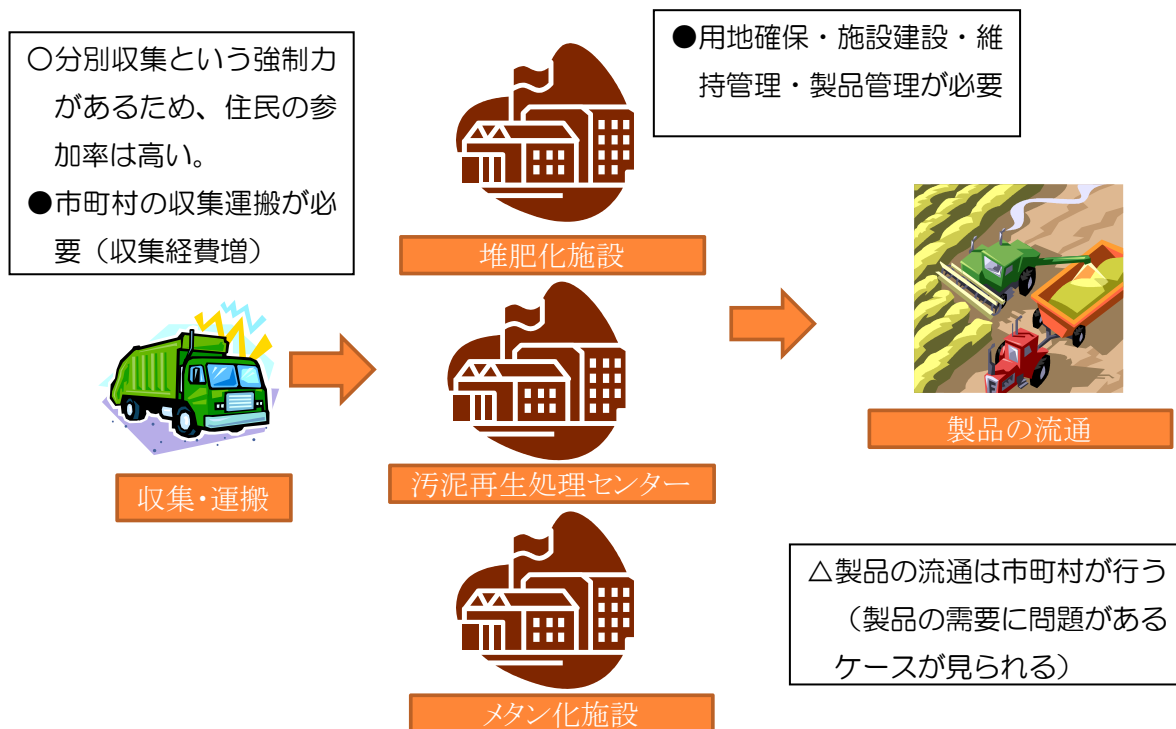 ○分別収集という強制力
があるため、住民の参
加率は高い。
●市町村の収集運搬が必
要（収集経費増）
●用地確保・施設建設・維
持管理・製品管理が必要
堆肥化施設
収集・運搬
汚泥再生処理センター
製品の流通
△製品の流通は市町村が行う
（製品の需要に問題がある
ケースが見られる）
メタン化施設